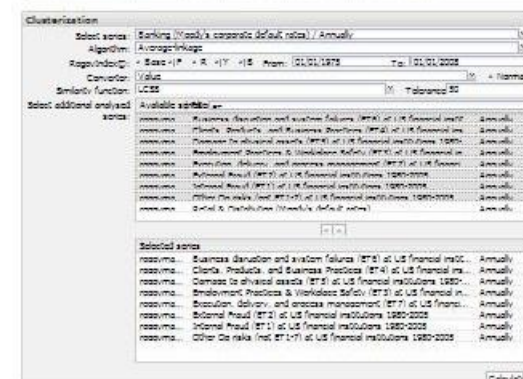 Clusterization
Select series: Banking (Moody's corporate default rates) / Annually
Algorithm: Average-linkage
Base P R Y S From: 01/01/1975 To: 01/01/2005
Convertor: Value Norma
Similarity function: LCSS Tolerance 50
Select additional analysed series: Available series
Business disruption and system failures (ET6) at US financial instit... Annually
Clients, Products, and Business Practices (ET4) at US financial ins... Annually
Damage to physical assets (ET5) at US financial institutions 1980-... Annually
Employment Practices & Workplace Safety (ET3) at US financial in... Annually
Execution, delivery, and process management (ET7) at US financi... Annually
External Fraud (ET2) at US financial institutions 1980-2005 Annually
Internal Fraud (ET1) at US financial institutions 1980-2005 Annually
Other Op risks (not ET1-7) at US financial institutions 1980-2005 Annually
Retail & Distribution (Moody's default rates) Annually
Selected series
Business disruption and system failures (ET6) at US financial instit... Annually
Clients, Products, and Business Practices (ET4) at US financial ins... Annually
Damage to physical assets (ET5) at US financial institutions 1980-... Annually
Employment Practices & Workplace Safety (ET3) at US financial in... Annually
Execution, delivery, and process management (ET7) at US financi... Annually
External Fraud (ET2) at US financial institutions 1980-2005 Annually
Internal Fraud (ET1) at US financial institutions 1980-2005 Annually
Other Op risks (not ET1-7) at US financial institutions 1980-2005 Annually
Calculat